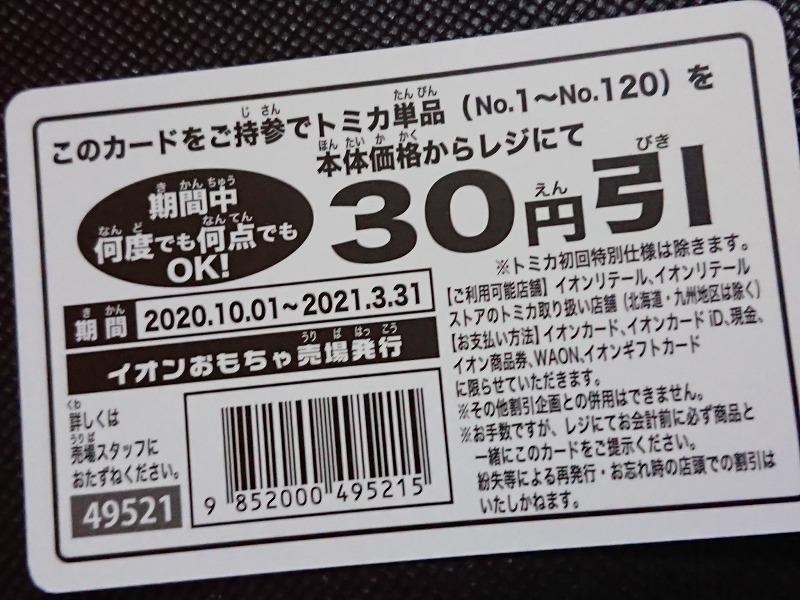 このカードをご持参でトミカ単品（No.1～No.120）を
本体価格からレジにて
30円引
期間中
何度でも何点でも
OK!
※トミカ初回特別仕様は除きます。
【ご利用可能店舗】イオンリテール、イオンリテール
ストアのトミカ取り扱い店舗（北海道・九州地区は除く）
【お支払い方法】イオンカード、イオンカードiD、現金、
イオン商品券、WAON、イオンギフトカード
に限らせていただきます。
※その他割引企画との併用はできません。
※お手数ですが、レジにてお会計前に必ず商品と
一緒にこのカードをご提示ください。
紛失等による再発行・お忘れ時の店頭での割引は
いたしかねます。
期間 2020.10.01～2021.3.31
イオンおもちゃ売場発行
詳しくは
売場スタッフに
おたずねください。
49521
9 852000 495215